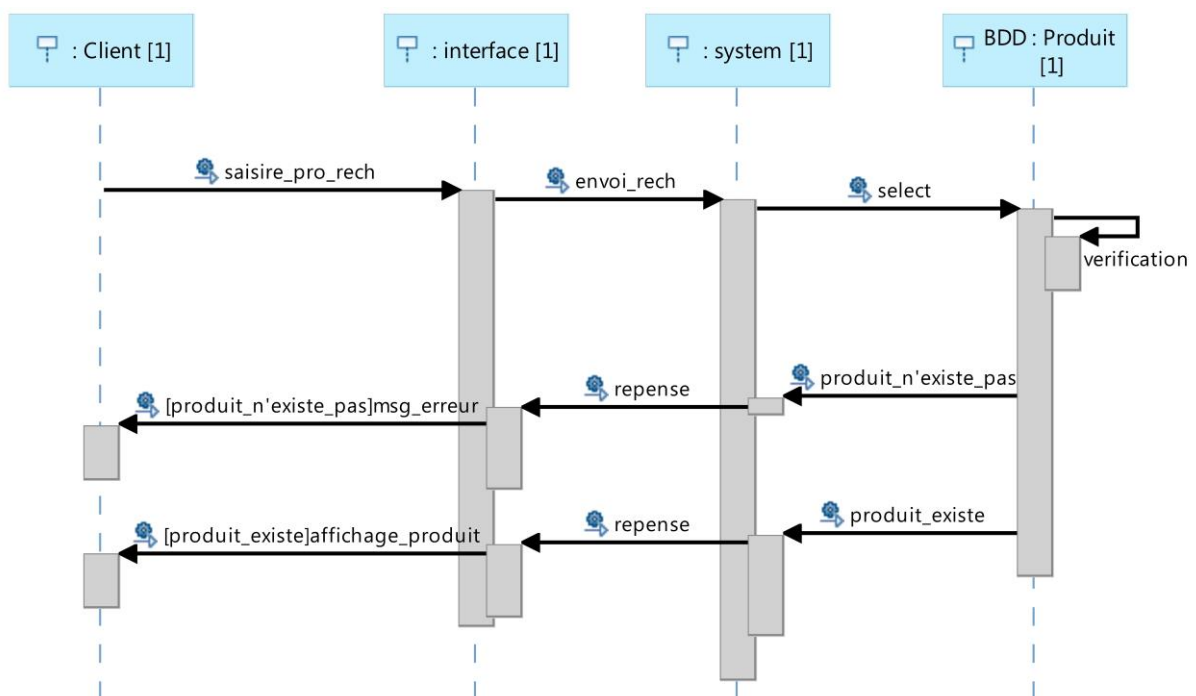 : Client [1]
: interface [1]
: system [1]
BDD : Produit
[1]
saisire_pro_rech
envoi_rech
select
verification
produit_n'existe_pas
repense
[produit_n'existe_pas]msg_erreur
produit_existe
repense
[produit_existe]affichage_produit